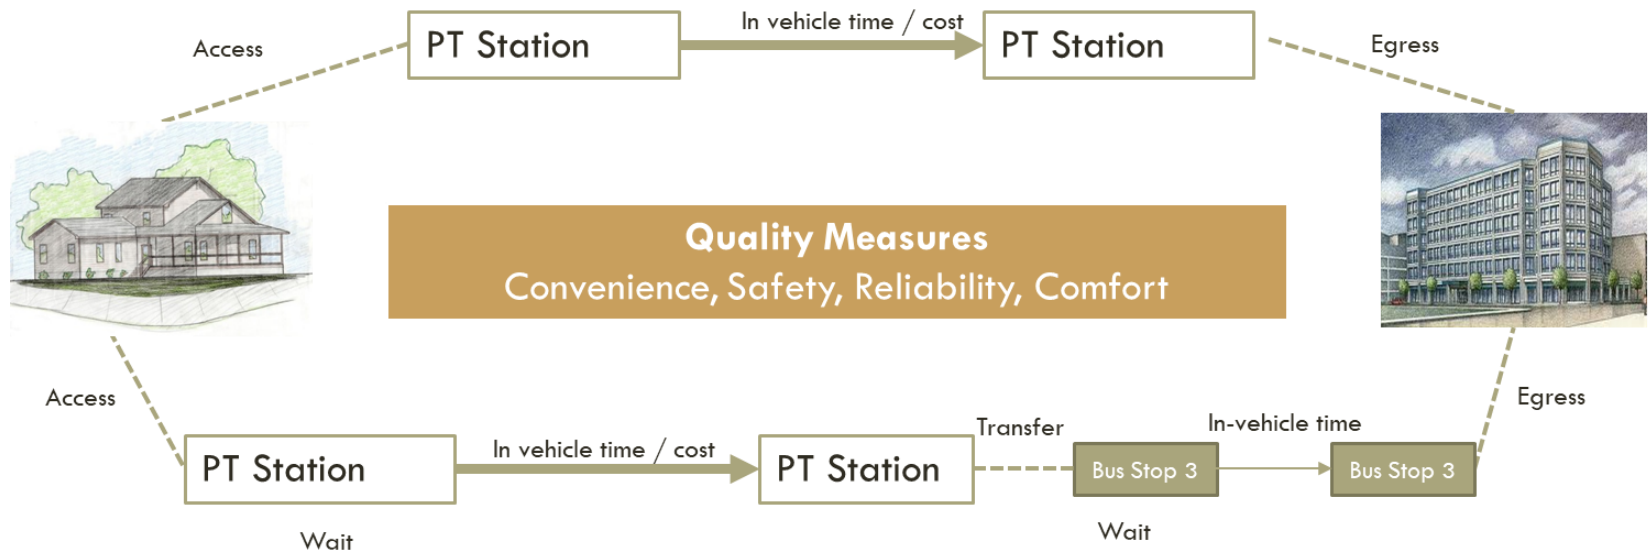 In vehicle time / cost
Access
PT Station
PT Station
Egress
Quality Measures
Convenience, Safety, Reliability, Comfort
Access
Egress
Transfer
In-vehicle time
In vehicle time / cost
PT Station
PT Station
Bus Stop 3
Bus Stop 3
Wait
Wait